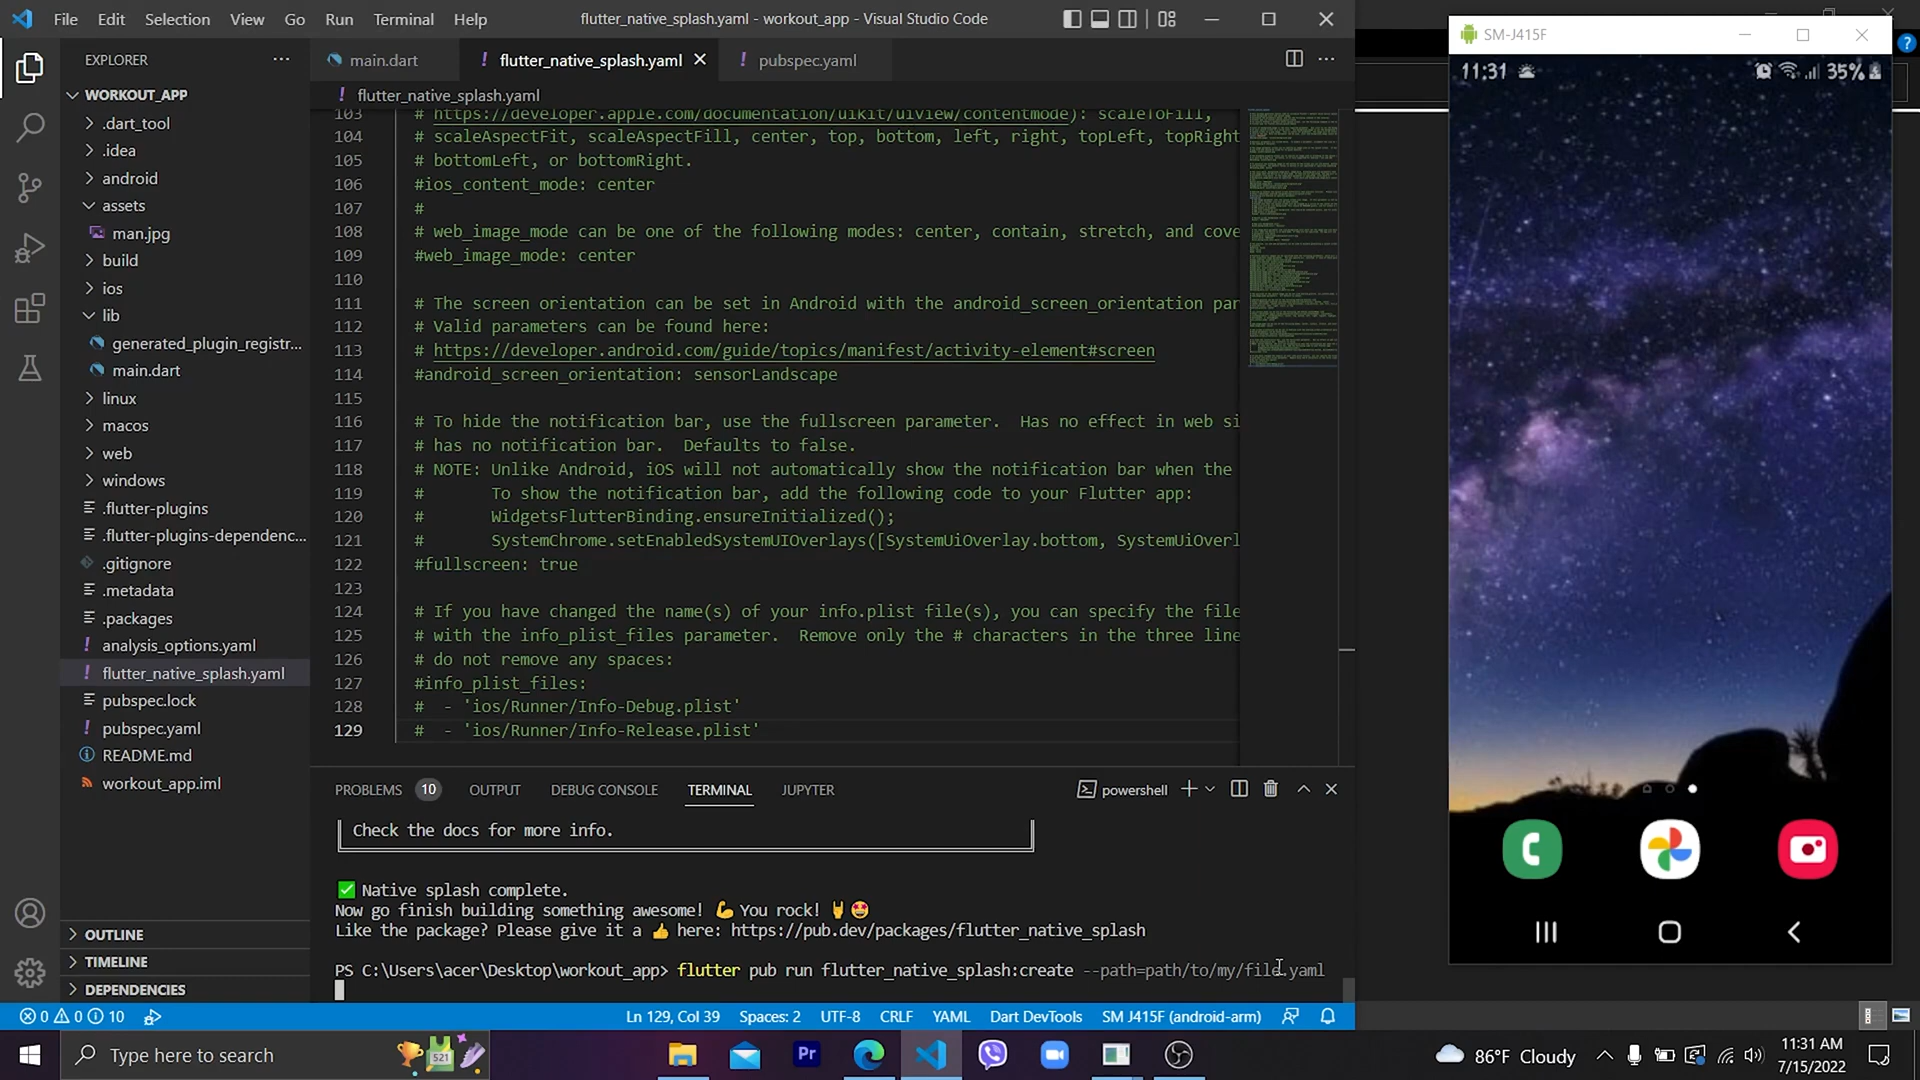 File Edit Selection View Go Run Terminal Help
flutter_native_splash.yaml - workout_app - Visual Studio Code
EXPLORER
WORKOUT_APP
.dart_tool
.idea
android
assets
man.jpg
build
ios
lib
generated_plugin_registr...
main.dart
linux
macos
web
windows
.flutter-plugins
.flutter-plugins-dependenc...
.gitignore
.metadata
.packages
analysis_options.yaml
flutter_native_splash.yaml
pubspec.lock
pubspec.yaml
README.md
workout_app.iml
OUTLINE
TIMELINE
DEPENDENCIES
main.dart
flutter_native_splash.yaml
pubspec.yaml
flutter_native_splash.yaml
103 # https://developer.apple.com/documentation/uikit/uiview/contentmode): scaleToFill,
104 # scaleAspectFit, scaleAspectFill, center, top, bottom, left, right, topLeft, topRight
105 # bottomLeft, or bottomRight.
106 #ios_content_mode: center
107 #
108 # web_image_mode can be one of the following modes: center, contain, stretch, and cove
109 #web_image_mode: center
110
111 # The screen orientation can be set in Android with the android_screen_orientation par
112 # Valid parameters can be found here:
113 # https://developer.android.com/guide/topics/manifest/activity-element#screen
114 #android_screen_orientation: sensorLandscape
115
116 # To hide the notification bar, use the fullscreen parameter.  Has no effect in web si
117 # has no notification bar.  Defaults to false.
118 # NOTE: Unlike Android, iOS will not automatically show the notification bar when the
119 #       To show the notification bar, add the following code to your Flutter app:
120 #       WidgetsFlutterBinding.ensureInitialized();
121 #       SystemChrome.setEnabledSystemUIOverlays([SystemUiOverlay.bottom, SystemUiOverl
122 #fullscreen: true
123
124 # If you have changed the name(s) of your info.plist file(s), you can specify the file
125 # with the info_plist_files parameter.  Remove only the # characters in the three line
126 # do not remove any spaces:
127 #info_plist_files:
128 #  - 'ios/Runner/Info-Debug.plist'
129 #  - 'ios/Runner/Info-Release.plist'
PROBLEMS 10 OUTPUT DEBUG CONSOLE TERMINAL JUPYTER
powershell
Check the docs for more info.
✅ Native splash complete.
Now go finish building something awesome! 💪 You rock! 🤘🤩
Like the package? Please give it a 👍 here: https://pub.dev/packages/flutter_native_splash
PS C:\Users\acer\Desktop\workout_app> flutter pub run flutter_native_splash:create --path=path/to/my/file.yaml
0 0 10
Ln 129, Col 39 Spaces: 2 UTF-8 CRLF YAML Dart DevTools SM J415F (android-arm)
SM-J415F
11:31
35%
Type here to search
521
Pr
86°F Cloudy
11:31 AM
7/15/2022